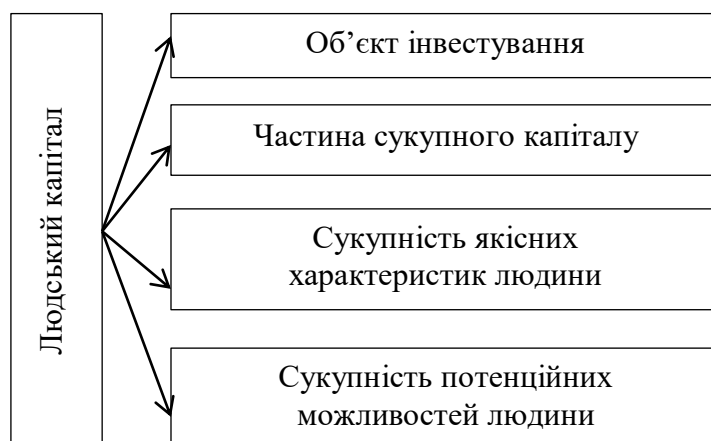 Людський капітал
Об’єкт інвестування
Частина сукупного капіталу
Сукупність якісних
характеристик людини
Сукупність потенційних
можливостей людини